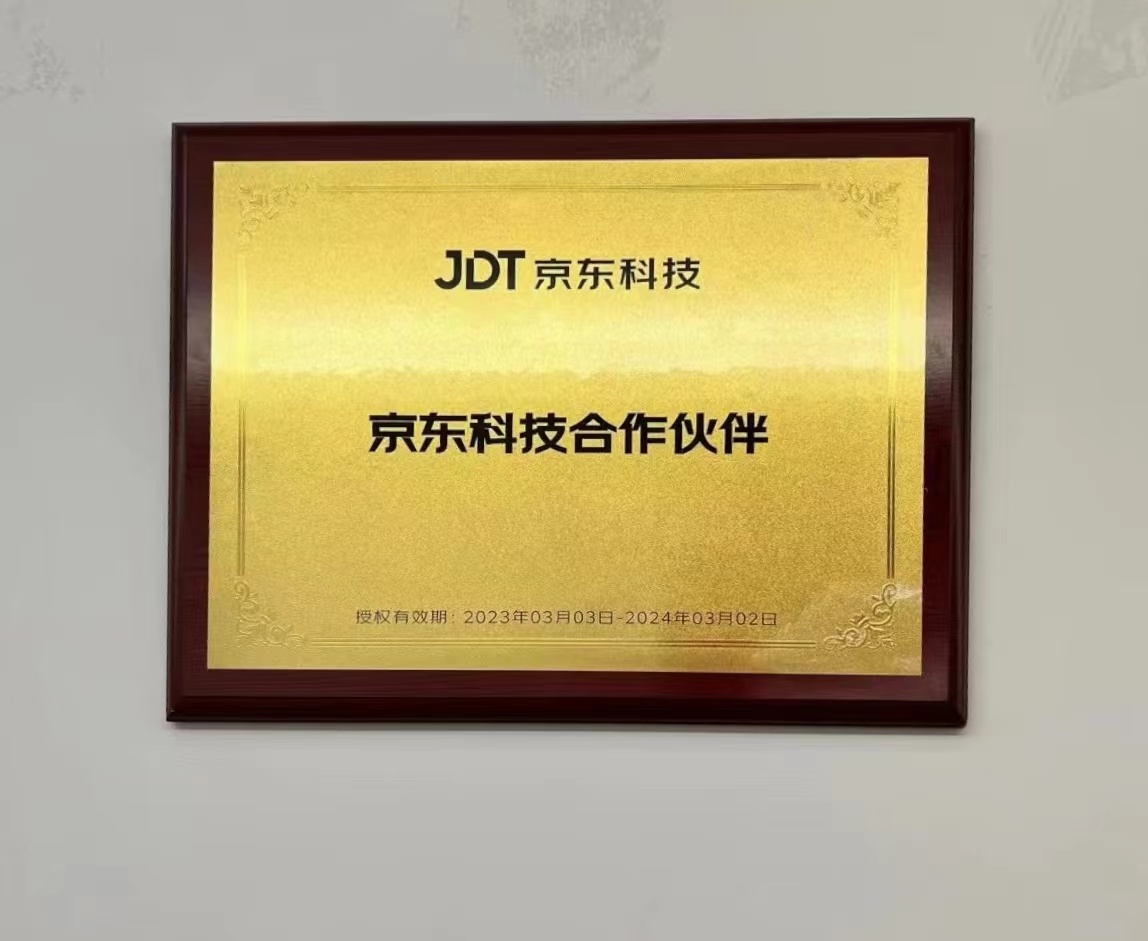 JDT 京东科技
京东科技合作伙伴
授权有效期: 2023年03月03日-2024年03月02日